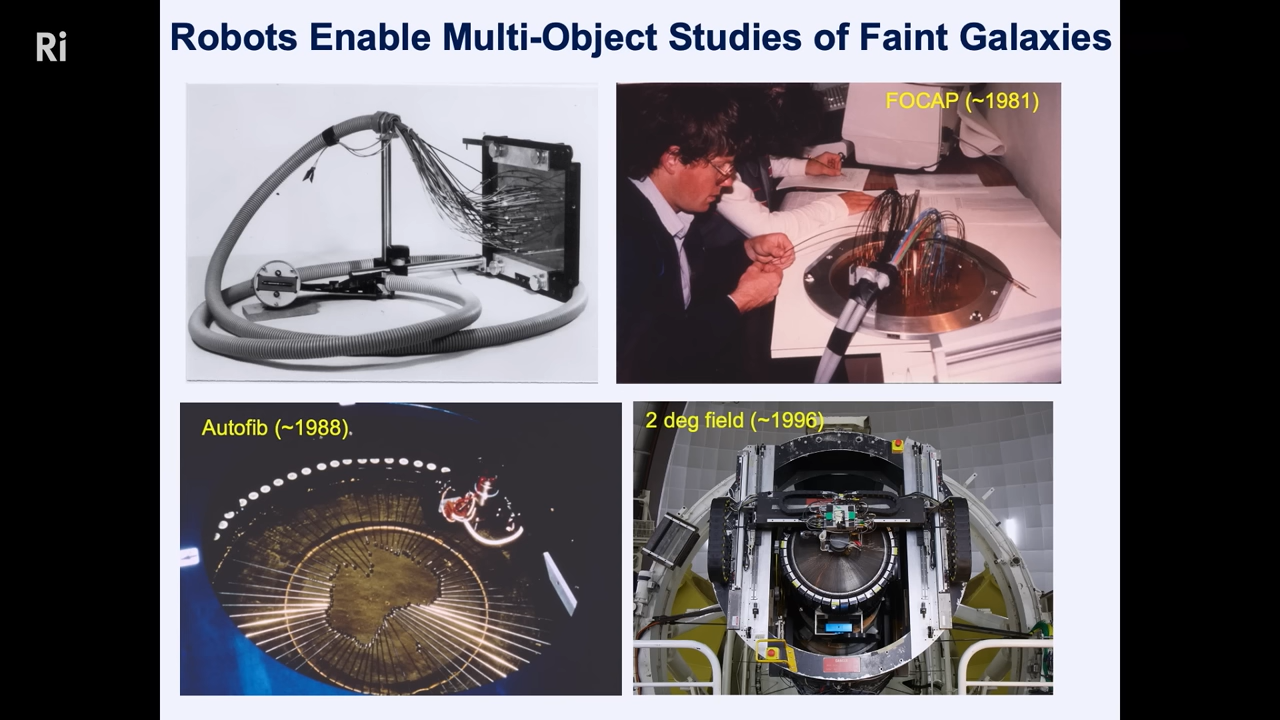 Ri
Robots Enable Multi-Object Studies of Faint Galaxies
FOCAP (~1981)
Autofib (~1988)
2 deg field (~1996)